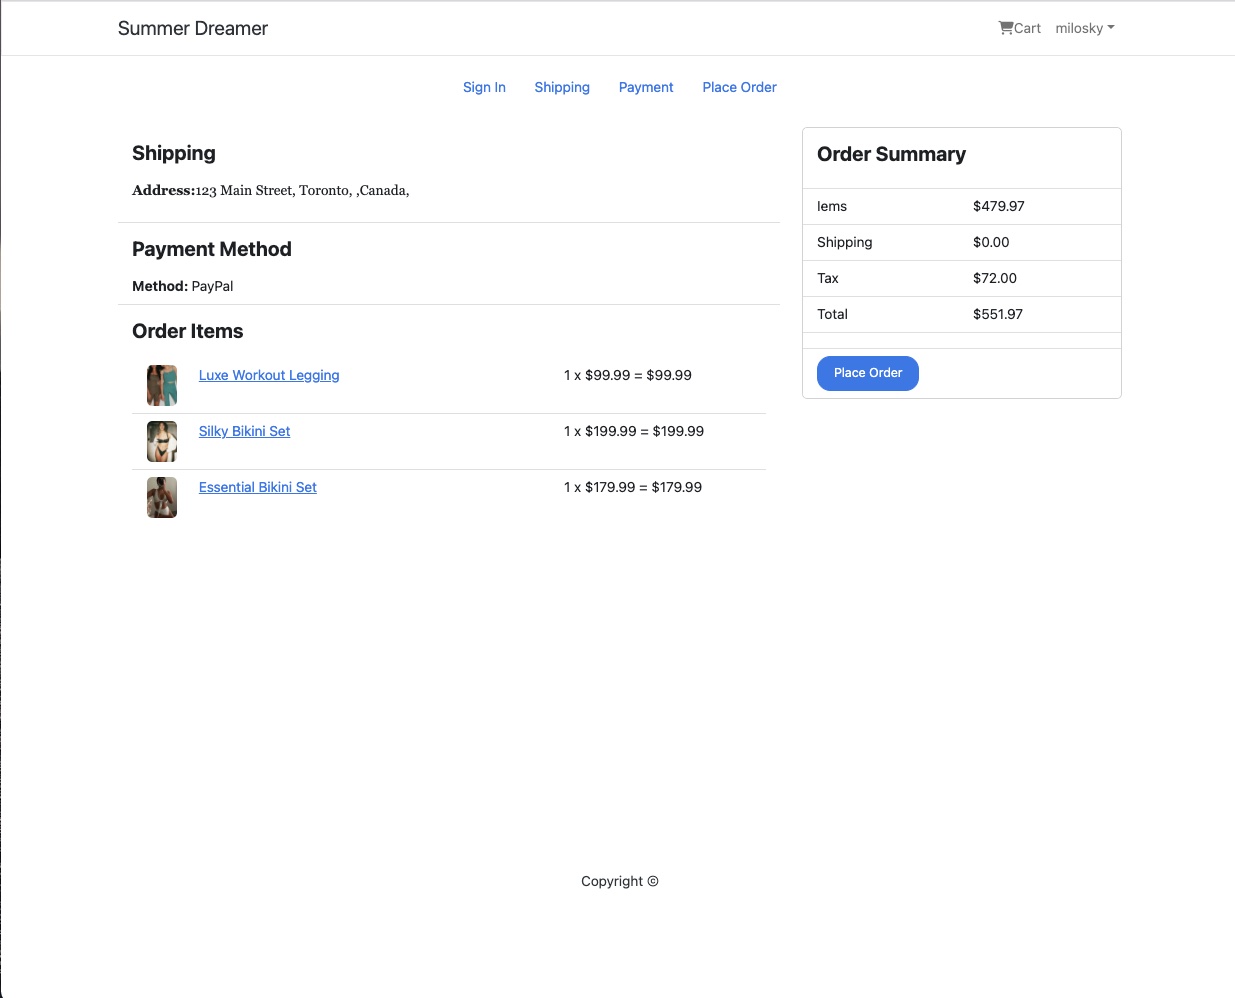 Summer Dreamer
Cart milosky
Sign In Shipping Payment Place Order
Shipping
Address:123 Main Street, Toronto, ,Canada,
Payment Method
Method: PayPal
Order Items
Luxe Workout Legging 1 x $99.99 = $99.99
Silky Bikini Set 1 x $199.99 = $199.99
Essential Bikini Set 1 x $179.99 = $179.99
Order Summary
Iems $479.97
Shipping $0.00
Tax $72.00
Total $551.97
Place Order
Copyright ©